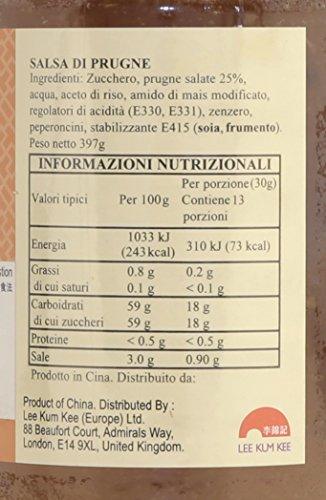 SALSA DI PRUGNE
Ingredienti: Zucchero, prugne salate 25%,
acqua, aceto di riso, amido di mais modificato,
regolatori di acidità (E330, E331), zenzero,
peperoncini, stabilizzante E415 (soia, frumento).
Peso netto 397g
INFORMAZIONI NUTRIZIONALI
Valori tipici Per 100g Per porzione (30g) Contiene 13 porzioni
Energia 1033 kJ (243kcal) 310 kJ (73 kcal)
Grassi 0.8 g 0.2 g
di cui saturi 0.1 g < 0.1 g
Carboidrati 59 g 18 g
di cui zuccheri 59 g 18 g
Proteine < 0.5 g < 0.5 g
Sale 3.0 g 0.90 g
Prodotto in Cina. Distribuito da:
Product of China. Distributed By :
Lee Kum Kee (Europe) Ltd.
88 Beaufort Court, Admirals Way,
London, E14 9XL, United Kingdom.
李錦記
LEE KUM KEE
stion
食法